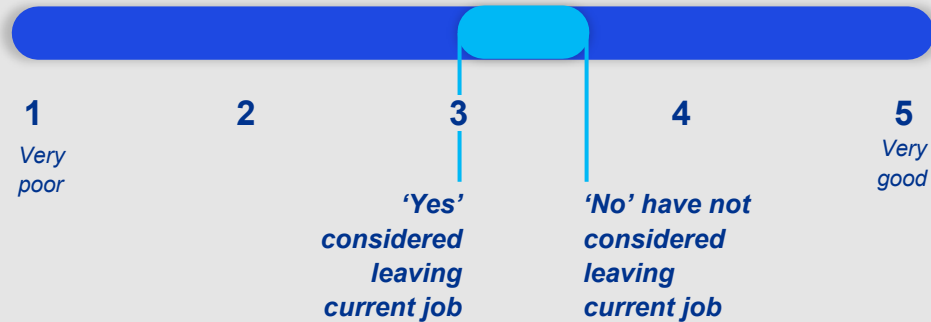 1 2 3 4 5
Very
poor
Very
good
‘Yes’
considered
leaving
current job
‘No’ have not
considered
leaving
current job